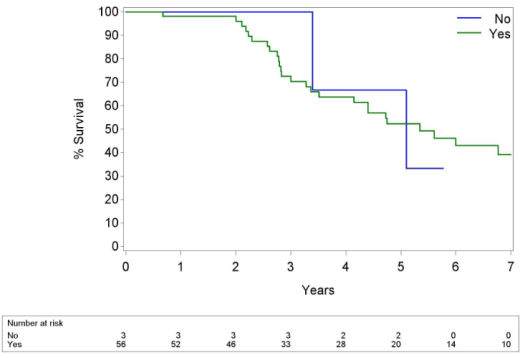 100
90
80
70
60
50
40
30
20
10
0
% Survival
No
Yes
0 1 2 3 4 5 6 7
Years
Number at risk
No 3 3 3 3 2 2 0 0
Yes 56 52 46 33 28 20 14 10